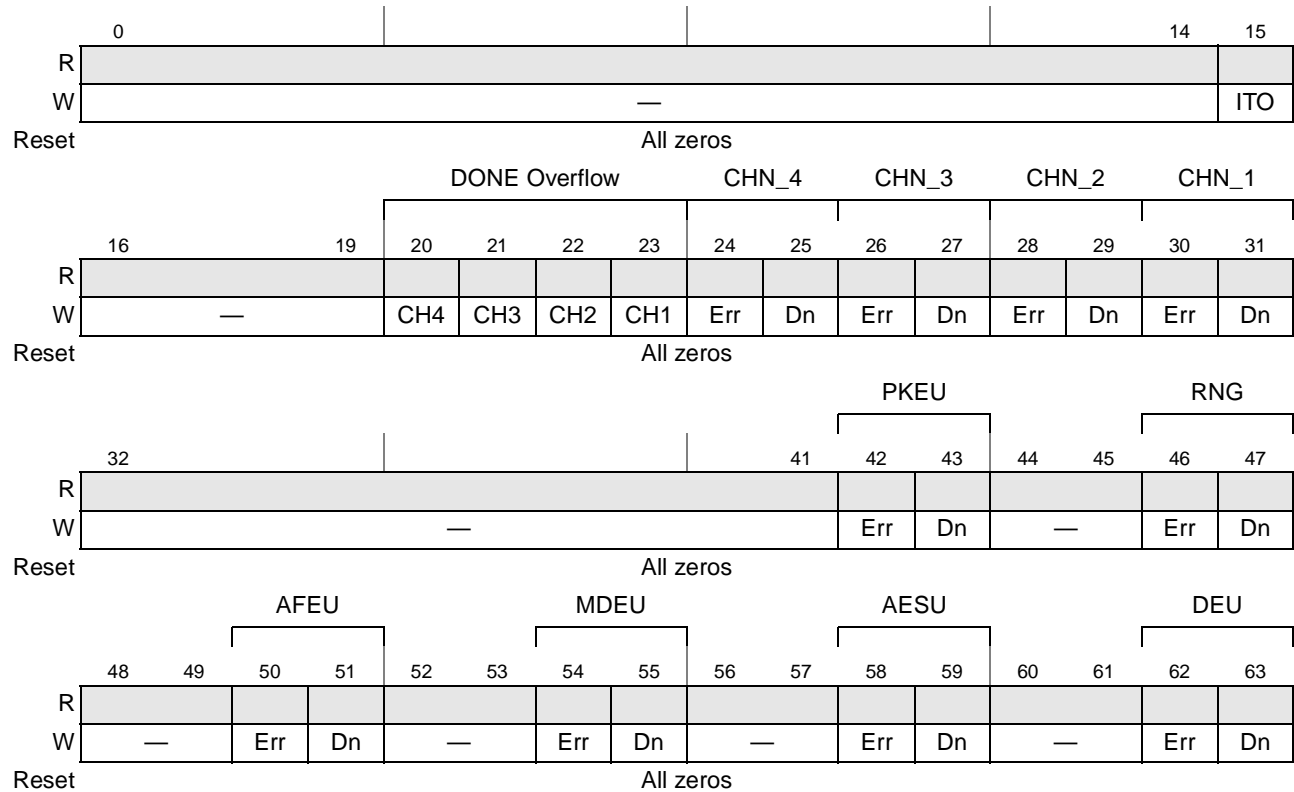 0 14 15
R
W — ITO
Reset All zeros
DONE Overflow CHN_4 CHN_3 CHN_2 CHN_1
16 19 20 21 22 23 24 25 26 27 28 29 30 31
R
W — CH4 CH3 CH2 CH1 Err Dn Err Dn Err Dn Err Dn
Reset All zeros
PKEU RNG
32 41 42 43 44 45 46 47
R
W — Err Dn — Err Dn
Reset All zeros
AFEU MDEU AESU DEU
48 49 50 51 52 53 54 55 56 57 58 59 60 61 62 63
R
W — Err Dn — Err Dn — Err Dn — Err Dn
Reset All zeros